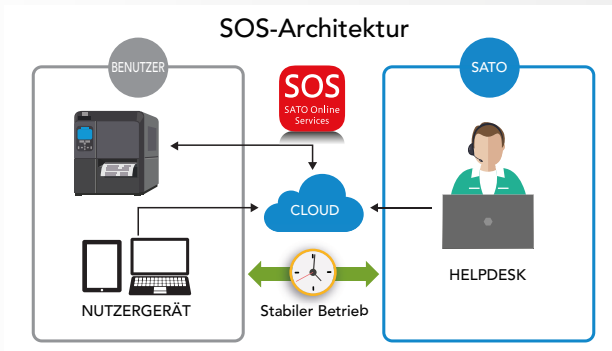 SOS-Architektur
BENUTZER
SATO
SOS
SATO Online
Services
CLOUD
NUTZERGERÄT
Stabiler Betrieb
HELPDESK